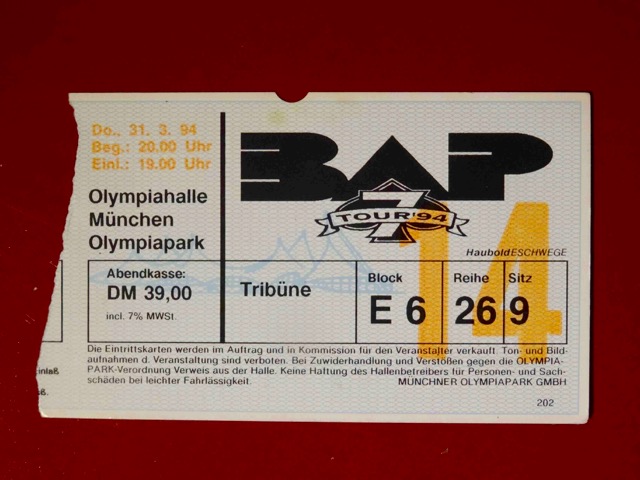 Do., 31. 3. 94
Beg.: 20.00 Uhr
Einl.: 19.00 Uhr
Olympiahalle
München
Olympiapark
BAP
7
TOUR '94
14
Haubold ESCHWEGE
Abendkasse:
DM 39,00
incl. 7% MWSt.
Tribüne
Block
E 6
Reihe
26
Sitz
9
Die Eintrittskarten werden im Auftrag und in Kommission für den Veranstalter verkauft. Ton- und Bild-
aufnahmen d. Veranstaltung sind verboten. Bei Zuwiderhandlung und Verstößen gegen die OLYMPIA-
PARK-Verordnung Verweis aus der Halle. Keine Haftung des Hallenbetreibers für Personen- und Sach-
schäden bei leichter Fahrlässigkeit.
MÜNCHNER OLYMPIAPARK GMBH
202